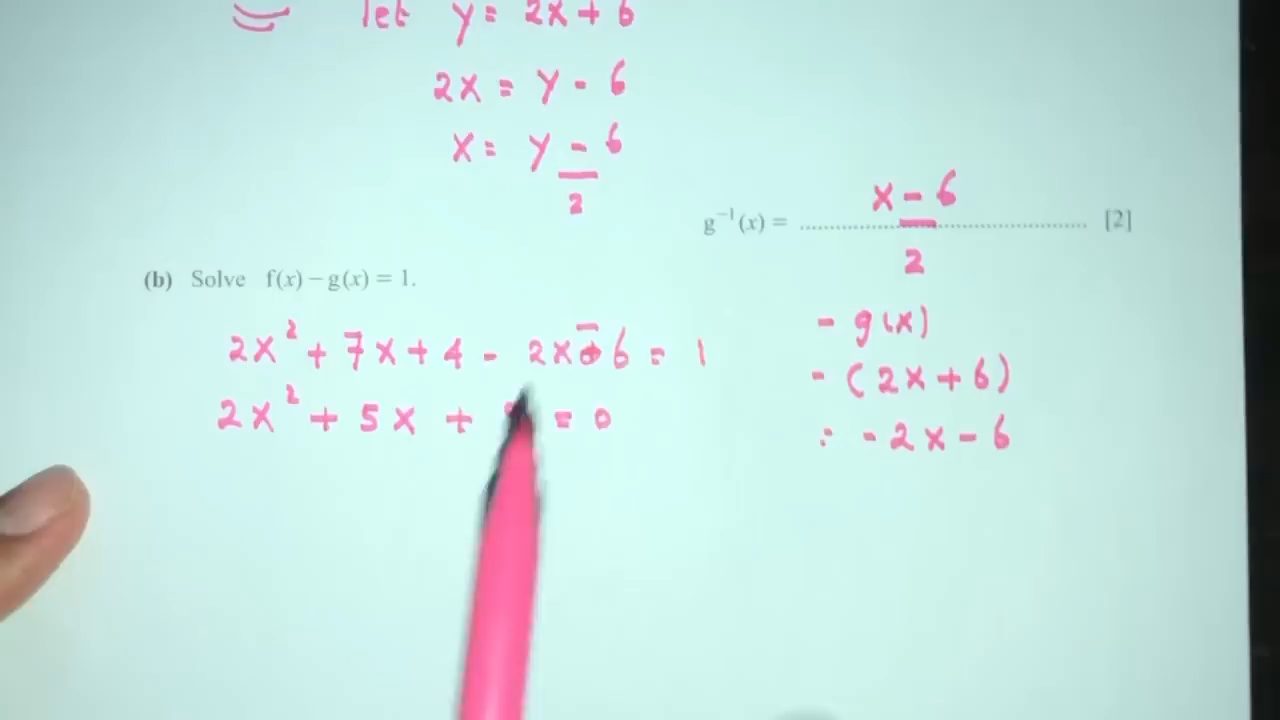 let y = 2x + 6
2x = y - 6
x = y - 6
2
x - 6
g⁻¹(x) = ........................................ [2]
2
(b) Solve f(x) – g(x) = 1.
- g(x)
2x² + 7x + 4 - 2x - 6 = 1
- (2x + 6)
2x² + 5x + = 0
: -2x - 6